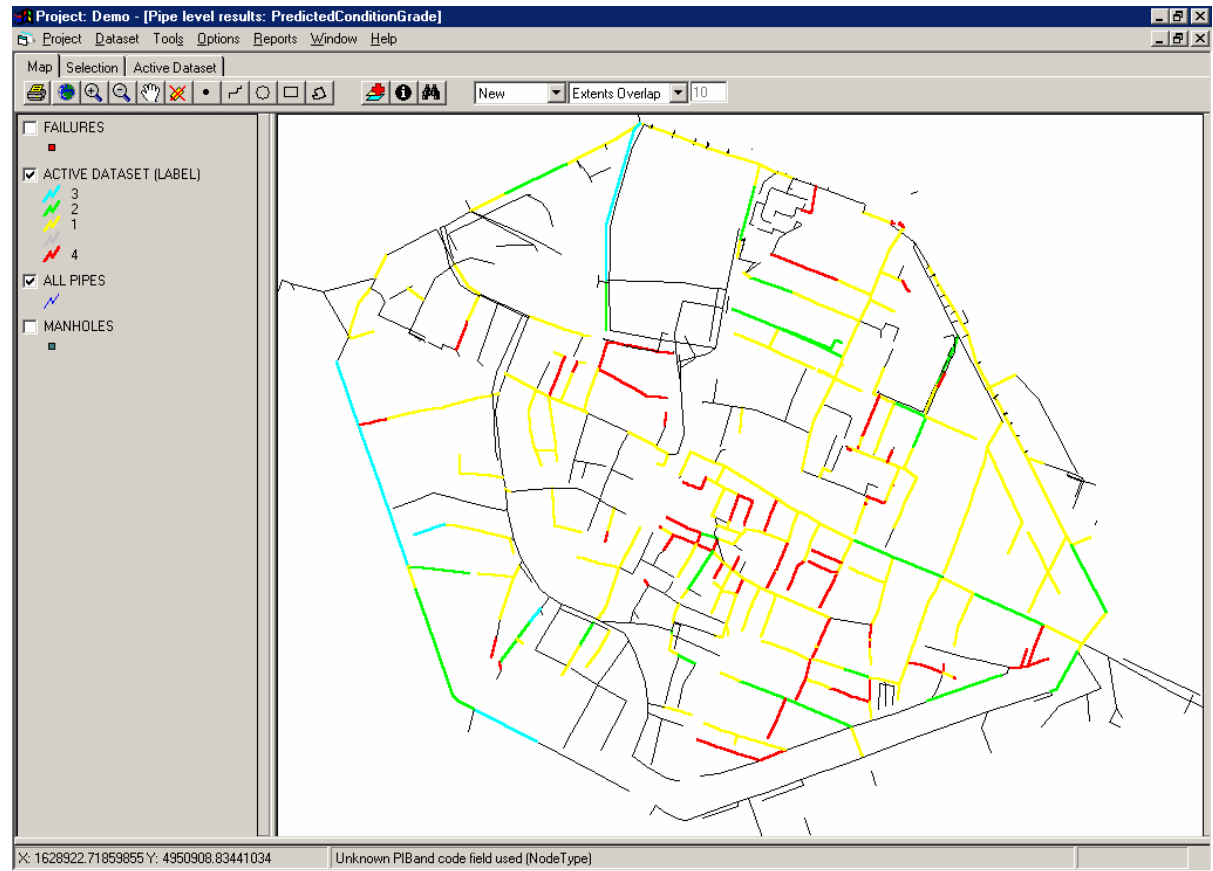 Project: Demo - [Pipe level results: PredictedConditionGrade]
Project Dataset Tools Options Reports Window Help
Map Selection Active Dataset
New Extents Overlap 10
FAILURES
ACTIVE DATASET (LABEL)
3
2
1
4
ALL PIPES
MANHOLES
X: 1628922.71859855 Y: 4950908.83441034 Unknown PIBand code field used (NodeType)